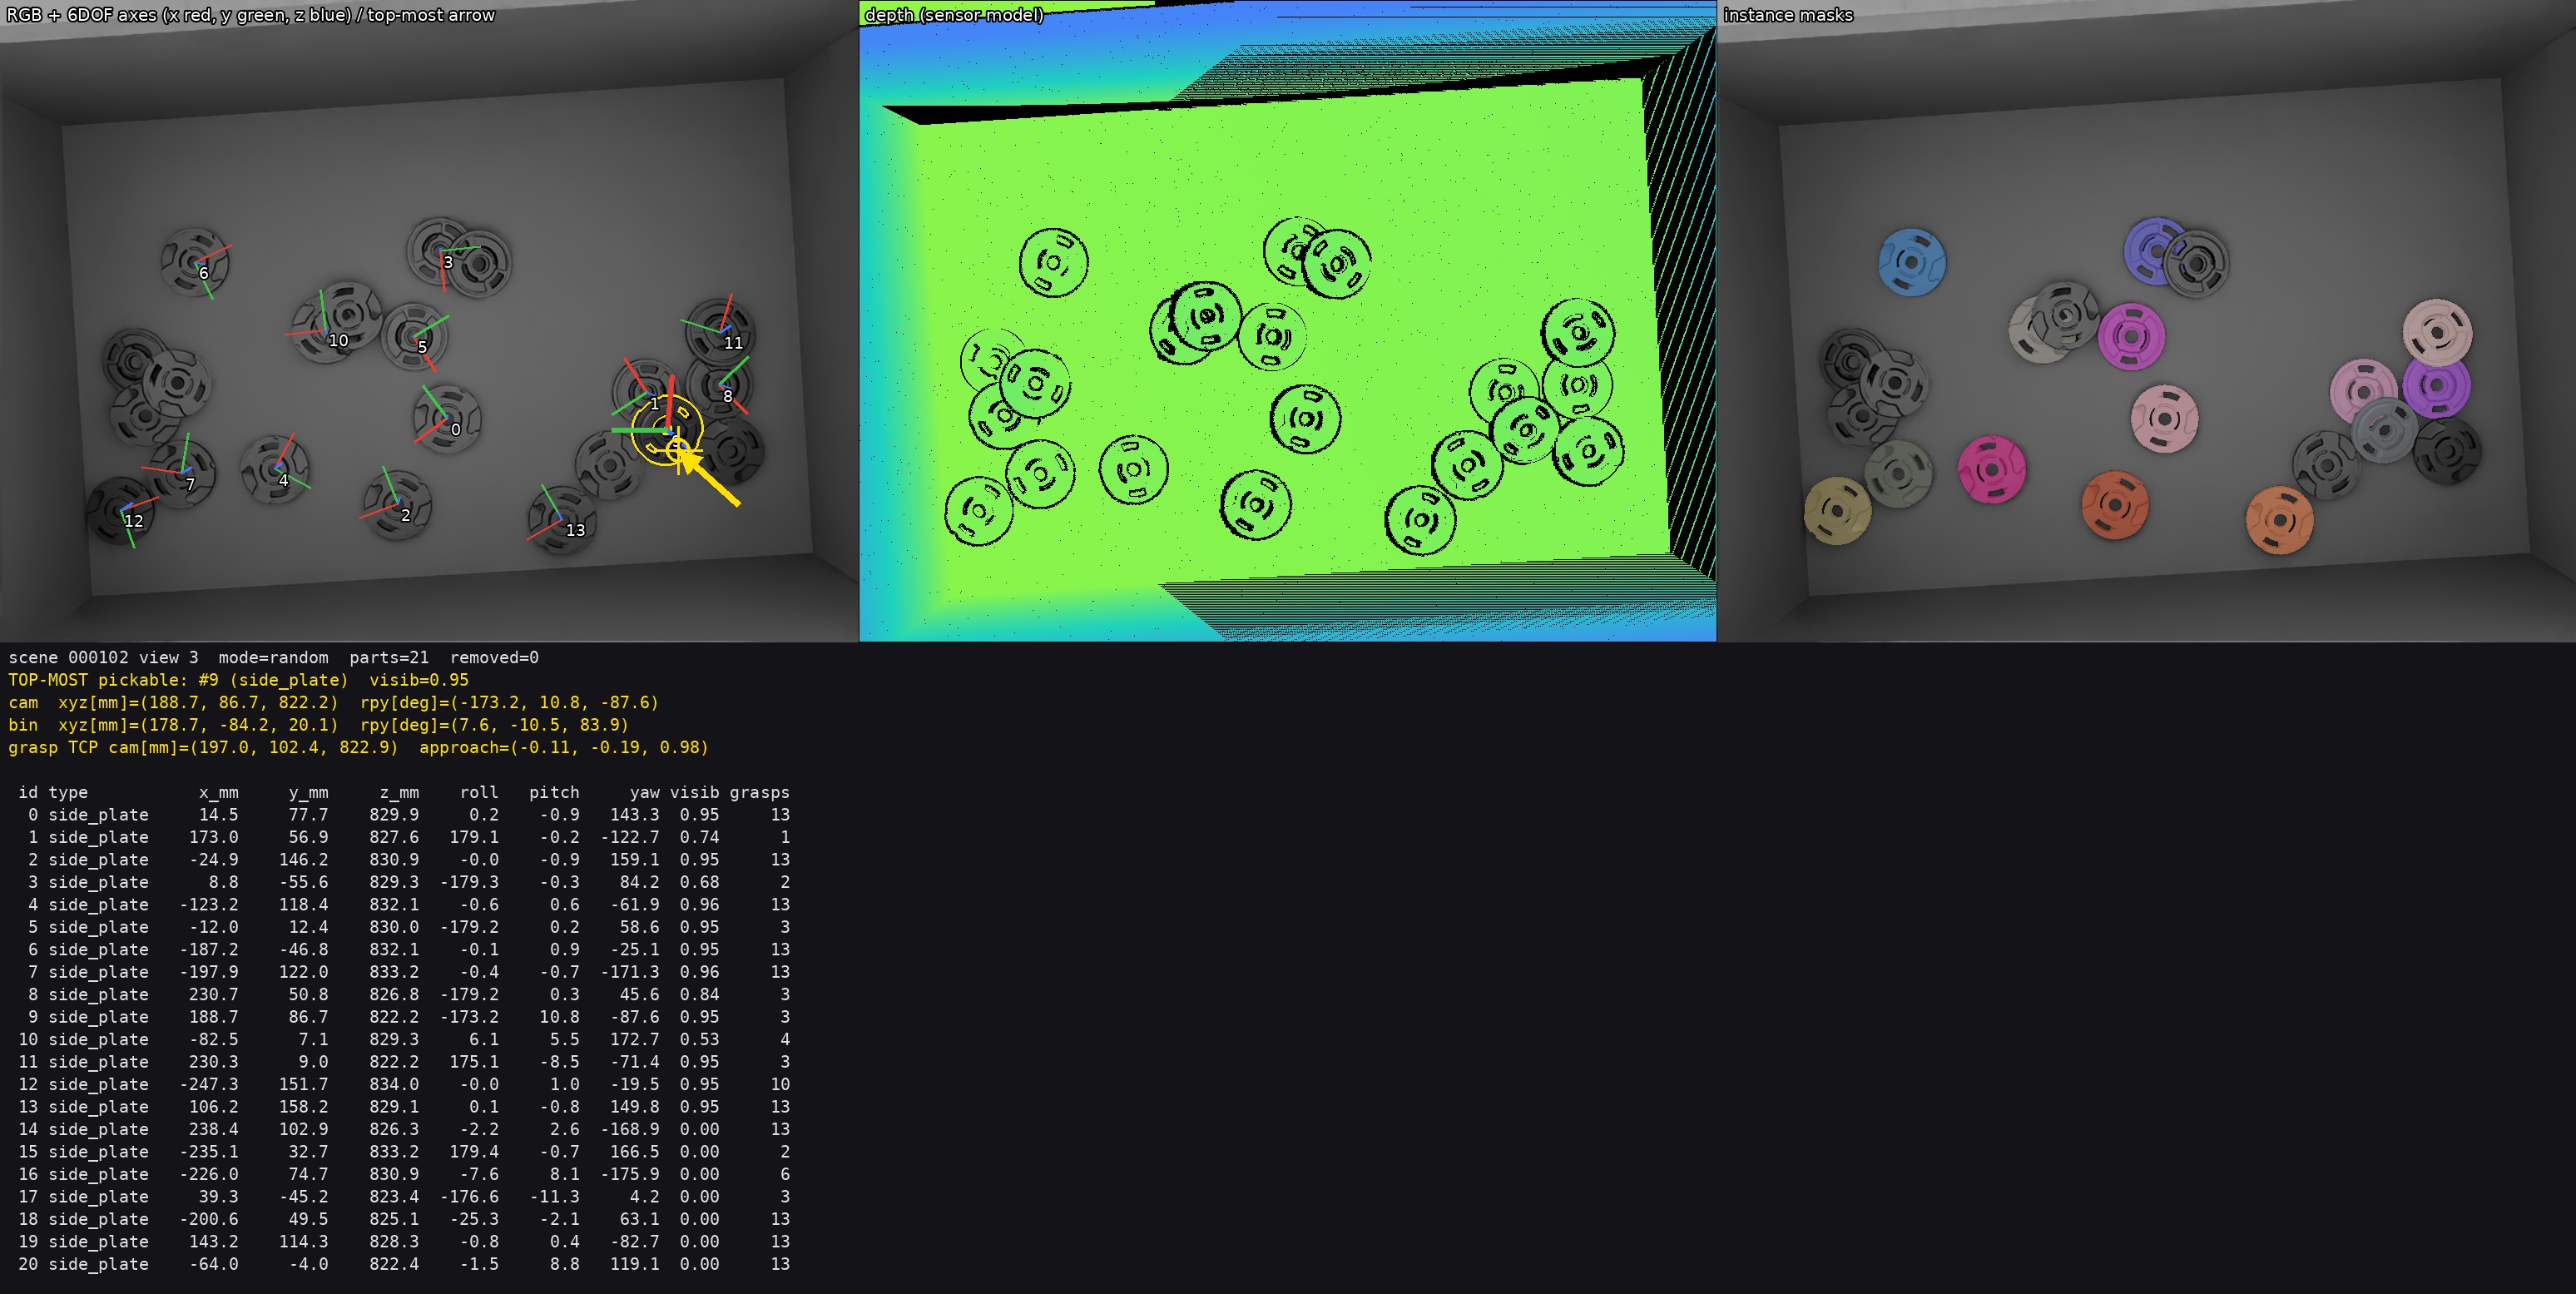 RGB + 6DOF axes (x red, y green, z blue) / top-most arrow
depth (sensor model)
instance masks
6
3
10
5
11
1
8
0
7
4
2
12
13
scene 000102 view 3  mode=random  parts=21  removed=0
TOP-MOST pickable: #9 (side_plate)  visib=0.95
cam  xyz[mm]=(188.7, 86.7, 822.2)  rpy[deg]=(-173.2, 10.8, -87.6)
bin  xyz[mm]=(178.7, -84.2, 20.1)  rpy[deg]=(7.6, -10.5, 83.9)
grasp TCP cam[mm]=(197.0, 102.4, 822.9)  approach=(-0.11, -0.19, 0.98)
id type x_mm y_mm z_mm roll pitch yaw visib grasps
0 side_plate 14.5 77.7 829.9 0.2 -0.9 143.3 0.95 13
1 side_plate 173.0 56.9 827.6 179.1 -0.2 -122.7 0.74 1
2 side_plate -24.9 146.2 830.9 -0.0 -0.9 159.1 0.95 13
3 side_plate 8.8 -55.6 829.3 -179.3 -0.3 84.2 0.68 2
4 side_plate -123.2 118.4 832.1 -0.6 0.6 -61.9 0.96 13
5 side_plate -12.0 12.4 830.0 -179.2 0.2 58.6 0.95 3
6 side_plate -187.2 -46.8 832.1 -0.1 0.9 -25.1 0.95 13
7 side_plate -197.9 122.0 833.2 -0.4 -0.7 -171.3 0.96 13
8 side_plate 230.7 50.8 826.8 -179.2 0.3 45.6 0.84 3
9 side_plate 188.7 86.7 822.2 -173.2 10.8 -87.6 0.95 3
10 side_plate -82.5 7.1 829.3 6.1 5.5 172.7 0.53 4
11 side_plate 230.3 9.0 822.2 175.1 -8.5 -71.4 0.95 3
12 side_plate -247.3 151.7 834.0 -0.0 1.0 -19.5 0.95 10
13 side_plate 106.2 158.2 829.1 0.1 -0.8 149.8 0.95 13
14 side_plate 238.4 102.9 826.3 -2.2 2.6 -168.9 0.00 13
15 side_plate -235.1 32.7 833.2 179.4 -0.7 166.5 0.00 2
16 side_plate -226.0 74.7 830.9 -7.6 8.1 -175.9 0.00 6
17 side_plate 39.3 -45.2 823.4 -176.6 -11.3 4.2 0.00 3
18 side_plate -200.6 49.5 825.1 -25.3 -2.1 63.1 0.00 13
19 side_plate 143.2 114.3 828.3 -0.8 0.4 -82.7 0.00 13
20 side_plate -64.0 -4.0 822.4 -1.5 8.8 119.1 0.00 13